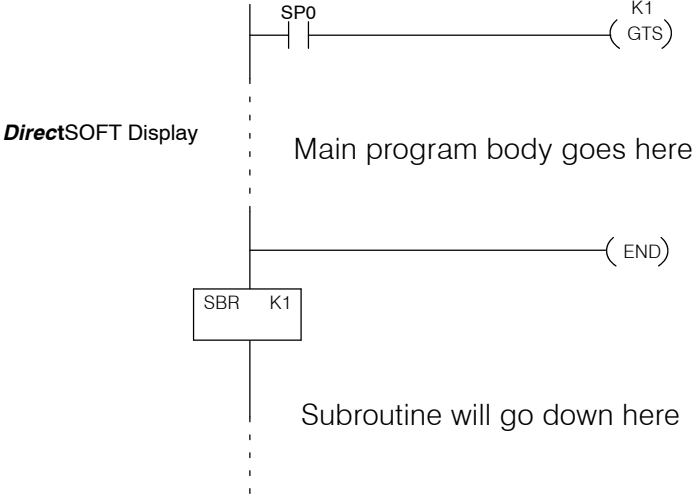 SP0
K1
GTS
DirectSOFT Display
Main program body goes here
END
SBR K1
Subroutine will go down here